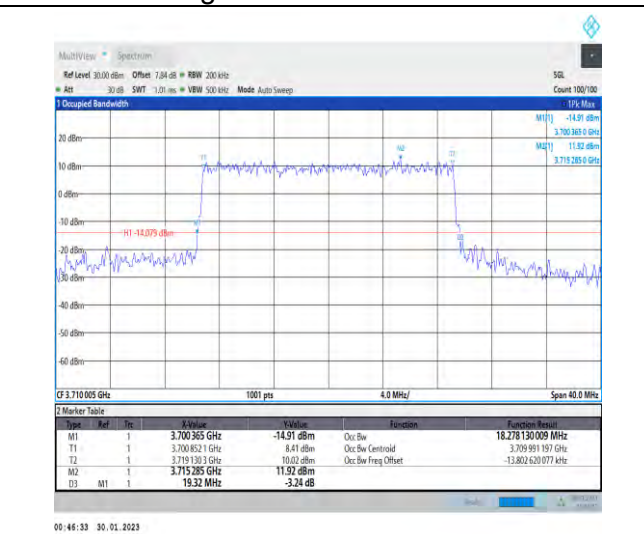 MultiView Spectrum
Ref Level 30.00 dBm Offset 7.84 dB RBW 200 kHz SGL
Att 30 dB SWT 1.01 ms VBW 500 kHz Mode Auto Sweep Count 100/100
1 Occupied Bandwidth 1Pk Max
M1[1] -14.91 dBm
3.700 365 0 GHz
M2[1] 11.92 dBm
3.715 285 0 GHz
20 dBm
M2
T1
T2
10 dBm
0 dBm
-10 dBm
M1
H1 -14.079 dBm
-20 dBm
-30 dBm
-40 dBm
-50 dBm
-60 dBm
CF 3.710 005 GHz 1001 pts 4.0 MHz/ Span 40.0 MHz
2 Marker Table
Type Ref Trc X-Value Y-Value Function Function Result
M1 1 3.700 365 GHz -14.91 dBm Occ Bw 18.278 130 009 MHz
T1 1 3.700 852 1 GHz 8.41 dBm Occ Bw Centroid 3.709 991 197 GHz
T2 1 3.719 130 3 GHz 10.02 dBm Occ Bw Freq Offset -13.802 620 077 kHz
M2 1 3.715 285 GHz 11.92 dBm
D3 M1 1 19.32 MHz -3.24 dB
00:46:33 30.01.2023